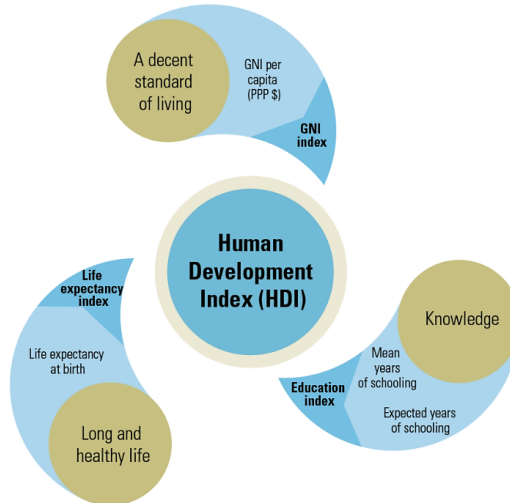 A decent
standard
of living
GNI per
capita
(PPP $)
GNI
index
Human
Development
Index (HDI)
Life
expectancy
index
Life expectancy
at birth
Long and
healthy life
Knowledge
Mean
years
of schooling
Expected years
of schooling
Education
index